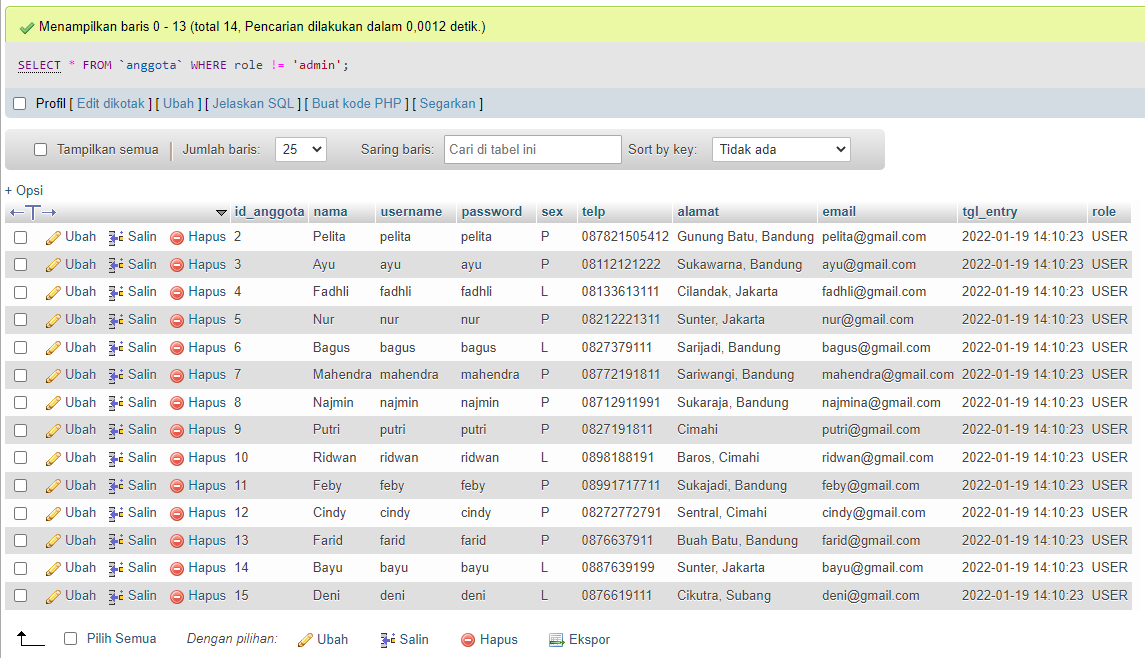 Menampilkan baris 0 - 13 (total 14, Pencarian dilakukan dalam 0,0012 detik.)
SELECT * FROM `anggota` WHERE role != 'admin';
Profil [ Edit dikotak ] [ Ubah ] [ Jelaskan SQL ] [ Buat kode PHP ] [ Segarkan ]
Tampilkan semua | Jumlah baris: 25 Saring baris: Cari di tabel ini Sort by key: Tidak ada
+ Opsi
←T→ id_anggota nama username password sex telp alamat email tgl_entry role
Ubah Salin Hapus 2 Pelita pelita pelita P 087821505412 Gunung Batu, Bandung pelita@gmail.com 2022-01-19 14:10:23 USER
Ubah Salin Hapus 3 Ayu ayu ayu P 08112121222 Sukawarna, Bandung ayu@gmail.com 2022-01-19 14:10:23 USER
Ubah Salin Hapus 4 Fadhli fadhli fadhli L 08133613111 Cilandak, Jakarta fadhli@gmail.com 2022-01-19 14:10:23 USER
Ubah Salin Hapus 5 Nur nur nur P 08212221311 Sunter, Jakarta nur@gmail.com 2022-01-19 14:10:23 USER
Ubah Salin Hapus 6 Bagus bagus bagus L 0827379111 Sarijadi, Bandung bagus@gmail.com 2022-01-19 14:10:23 USER
Ubah Salin Hapus 7 Mahendra mahendra mahendra P 08772191811 Sariwangi, Bandung mahendra@gmail.com 2022-01-19 14:10:23 USER
Ubah Salin Hapus 8 Najmin najmin najmin P 08712911991 Sukaraja, Bandung najmina@gmail.com 2022-01-19 14:10:23 USER
Ubah Salin Hapus 9 Putri putri putri P 0827191811 Cimahi putri@gmail.com 2022-01-19 14:10:23 USER
Ubah Salin Hapus 10 Ridwan ridwan ridwan L 0898188191 Baros, Cimahi ridwan@gmail.com 2022-01-19 14:10:23 USER
Ubah Salin Hapus 11 Feby feby feby P 08991717711 Sukajadi, Bandung feby@gmail.com 2022-01-19 14:10:23 USER
Ubah Salin Hapus 12 Cindy cindy cindy P 08272772791 Sentral, Cimahi cindy@gmail.com 2022-01-19 14:10:23 USER
Ubah Salin Hapus 13 Farid farid farid P 0876637911 Buah Batu, Bandung farid@gmail.com 2022-01-19 14:10:23 USER
Ubah Salin Hapus 14 Bayu bayu bayu L 0887639199 Sunter, Jakarta bayu@gmail.com 2022-01-19 14:10:23 USER
Ubah Salin Hapus 15 Deni deni deni L 0876619111 Cikutra, Subang deni@gmail.com 2022-01-19 14:10:23 USER
Pilih Semua Dengan pilihan: Ubah Salin Hapus Ekspor